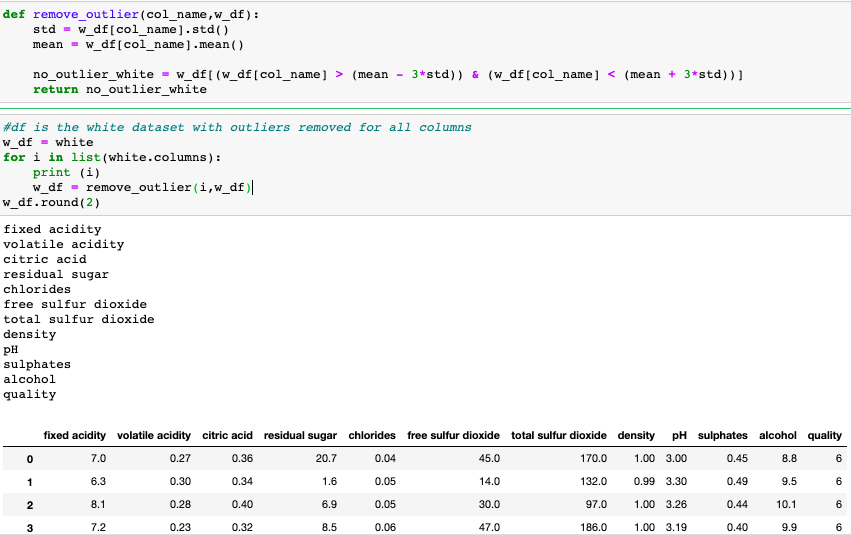 def remove_outlier(col_name,w_df):
    std = w_df[col_name].std()
    mean = w_df[col_name].mean()
    no_outlier_white = w_df[(w_df[col_name] > (mean - 3*std)) & (w_df[col_name] < (mean + 3*std))]
    return no_outlier_white
#df is the white dataset with outliers removed for all columns
w_df = white
for i in list(white.columns):
    print (i)
    w_df = remove_outlier(i,w_df)
w_df.round(2)
fixed acidity
volatile acidity
citric acid
residual sugar
chlorides
free sulfur dioxide
total sulfur dioxide
density
pH
sulphates
alcohol
quality
fixed acidity volatile acidity citric acid residual sugar chlorides free sulfur dioxide total sulfur dioxide density pH sulphates alcohol quality
0 7.0 0.27 0.36 20.7 0.04 45.0 170.0 1.00 3.00 0.45 8.8 6
1 6.3 0.30 0.34 1.6 0.05 14.0 132.0 0.99 3.30 0.49 9.5 6
2 8.1 0.28 0.40 6.9 0.05 30.0 97.0 1.00 3.26 0.44 10.1 6
3 7.2 0.23 0.32 8.5 0.06 47.0 186.0 1.00 3.19 0.40 9.9 6